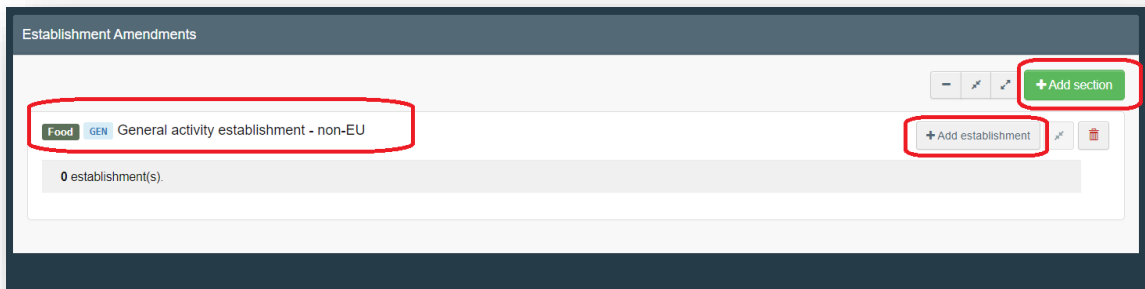 Establishment Amendments
+Add section
Food GEN General activity establishment - non-EU
+Add establishment
0 establishment(s).